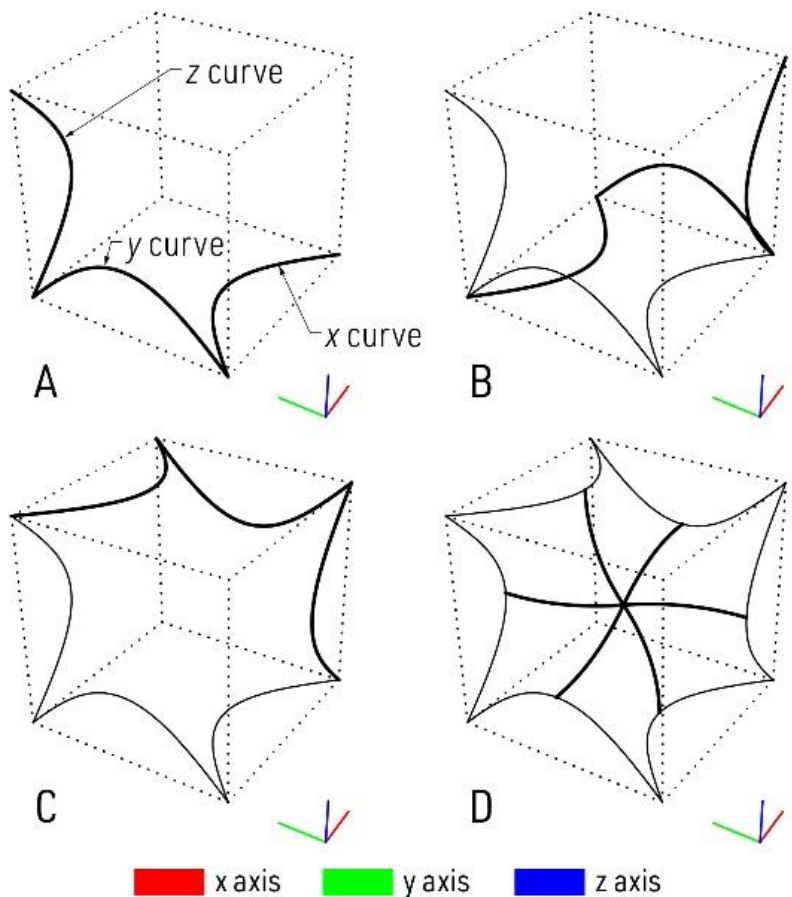 z curve
y curve
x curve
A
B
C
D
x axis
y axis
z axis